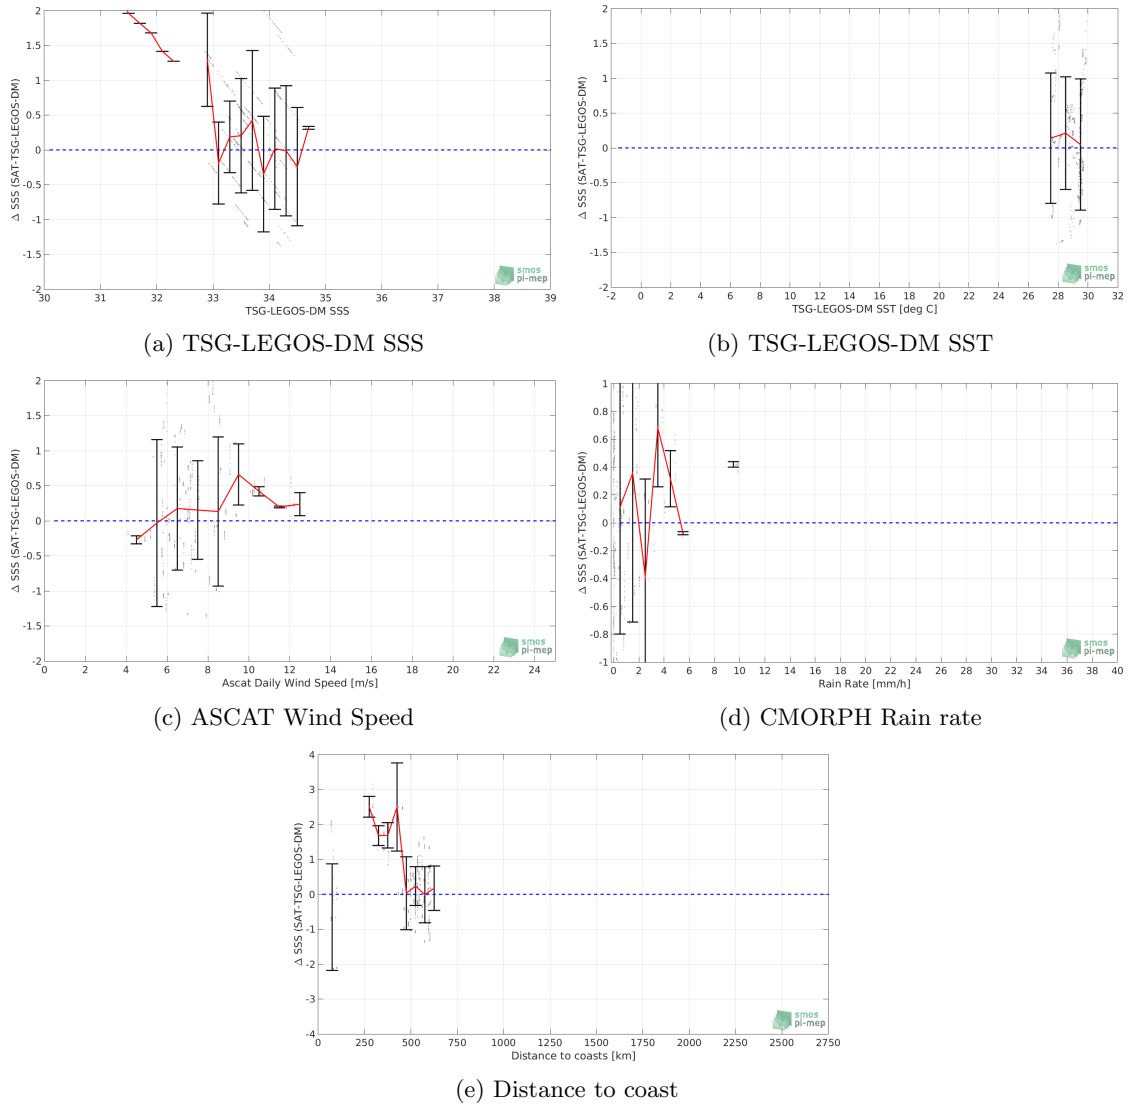 2
1.5
1
0.5
0
-0.5
-1
-1.5
-2
Δ SSS (SAT-TSG-LEGOS-DM)
30 31 32 33 34 35 36 37 38 39
TSG-LEGOS-DM SSS
smos
pi-mep
(a) TSG-LEGOS-DM SSS
2
1.5
1
0.5
0
-0.5
-1
-1.5
-2
Δ SSS (SAT-TSG-LEGOS-DM)
-2 0 2 4 6 8 10 12 14 16 18 20 22 24 26 28 30 32
TSG-LEGOS-DM SST [deg C]
smos
pi-mep
(b) TSG-LEGOS-DM SST
2
1.5
1
0.5
0
-0.5
-1
-1.5
-2
Δ SSS (SAT-TSG-LEGOS-DM)
0 2 4 6 8 10 12 14 16 18 20 22 24
Ascat Daily Wind Speed [m/s]
smos
pi-mep
(c) ASCAT Wind Speed
1
0.8
0.6
0.4
0.2
0
-0.2
-0.4
-0.6
-0.8
-1
Δ SSS (SAT-TSG-LEGOS-DM)
0 2 4 6 8 10 12 14 16 18 20 22 24 26 28 30 32 34 36 38 40
Rain Rate [mm/h]
smos
pi-mep
(d) CMORPH Rain rate
4
3
2
1
0
-1
-2
-3
-4
Δ SSS (SAT-TSG-LEGOS-DM)
0 250 500 750 1000 1250 1500 1750 2000 2250 2500 2750
Distance to coasts [km]
smos
pi-mep
(e) Distance to coast